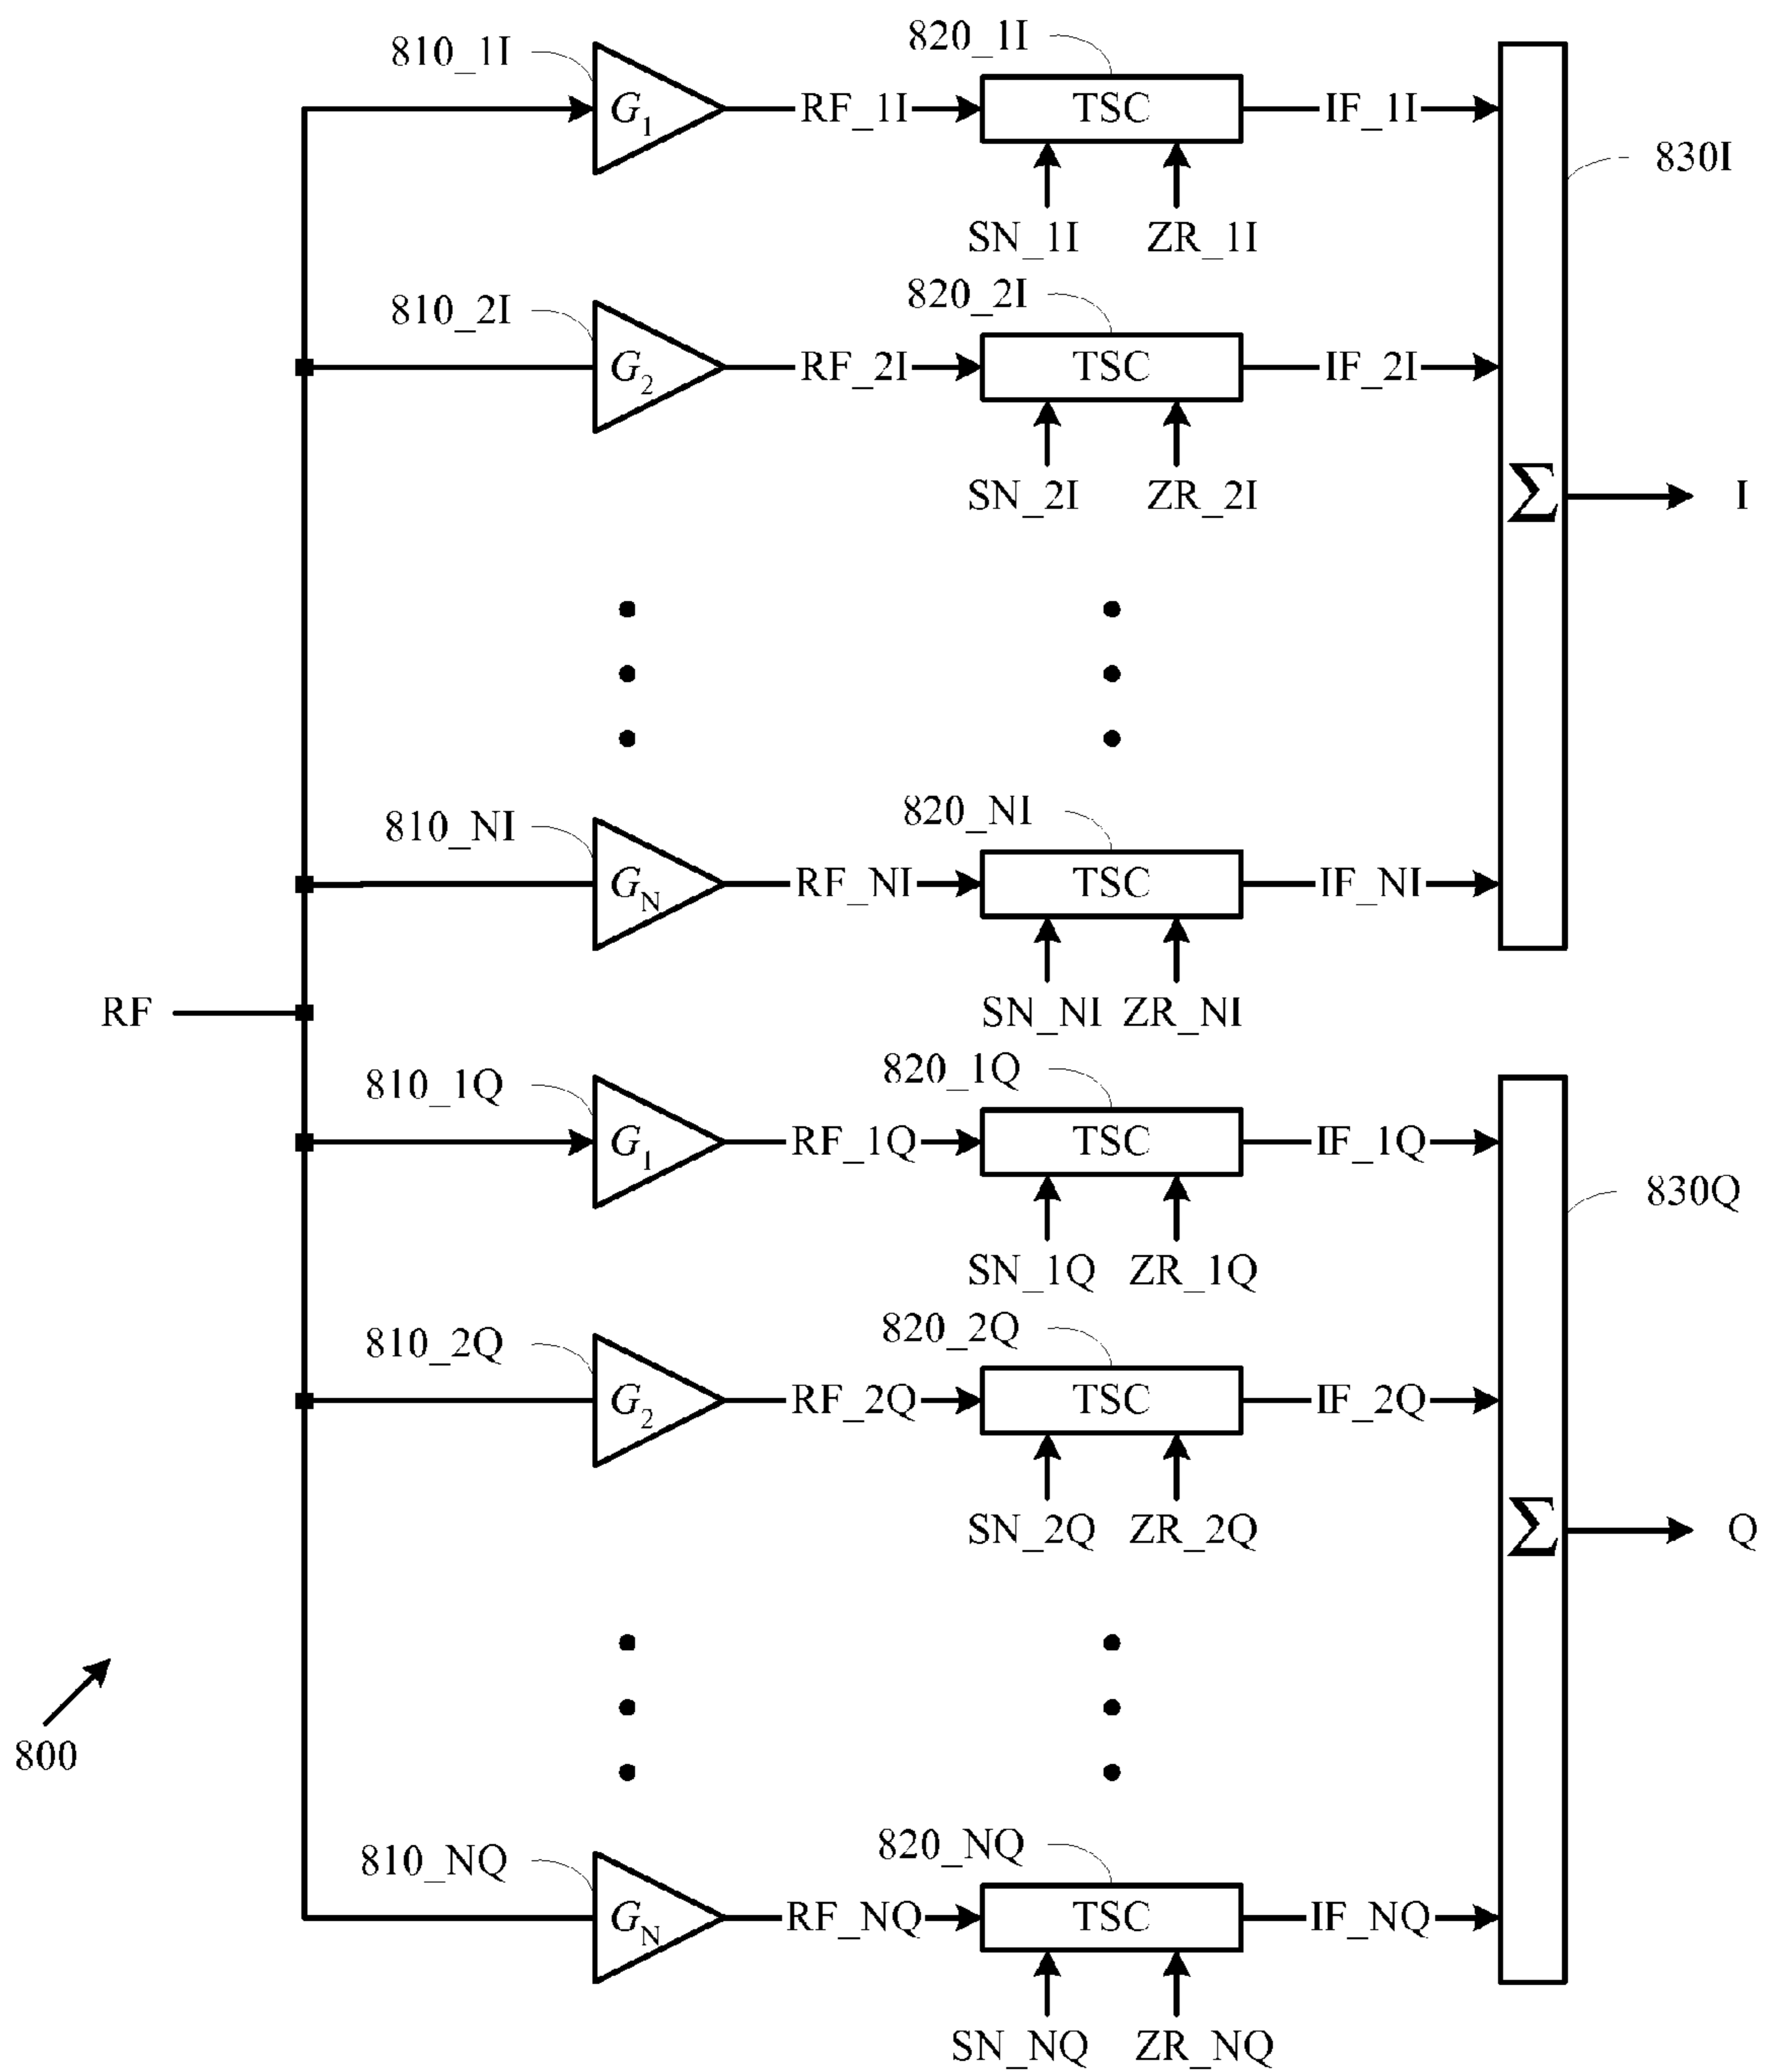 810_1I 820_1I
G1 RF_1I TSC IF_1I
830I
SN_1I ZR_1I
810_2I 820_2I
G2 RF_2I TSC IF_2I
SN_2I ZR_2I
Σ I
810_NI 820_NI
GN RF_NI TSC IF_NI
SN_NI ZR_NI
RF
810_1Q 820_1Q
G1 RF_1Q TSC IF_1Q
830Q
SN_1Q ZR_1Q
810_2Q 820_2Q
G2 RF_2Q TSC IF_2Q
SN_2Q ZR_2Q
Σ Q
800
810_NQ 820_NQ
GN RF_NQ TSC IF_NQ
SN_NQ ZR_NQ